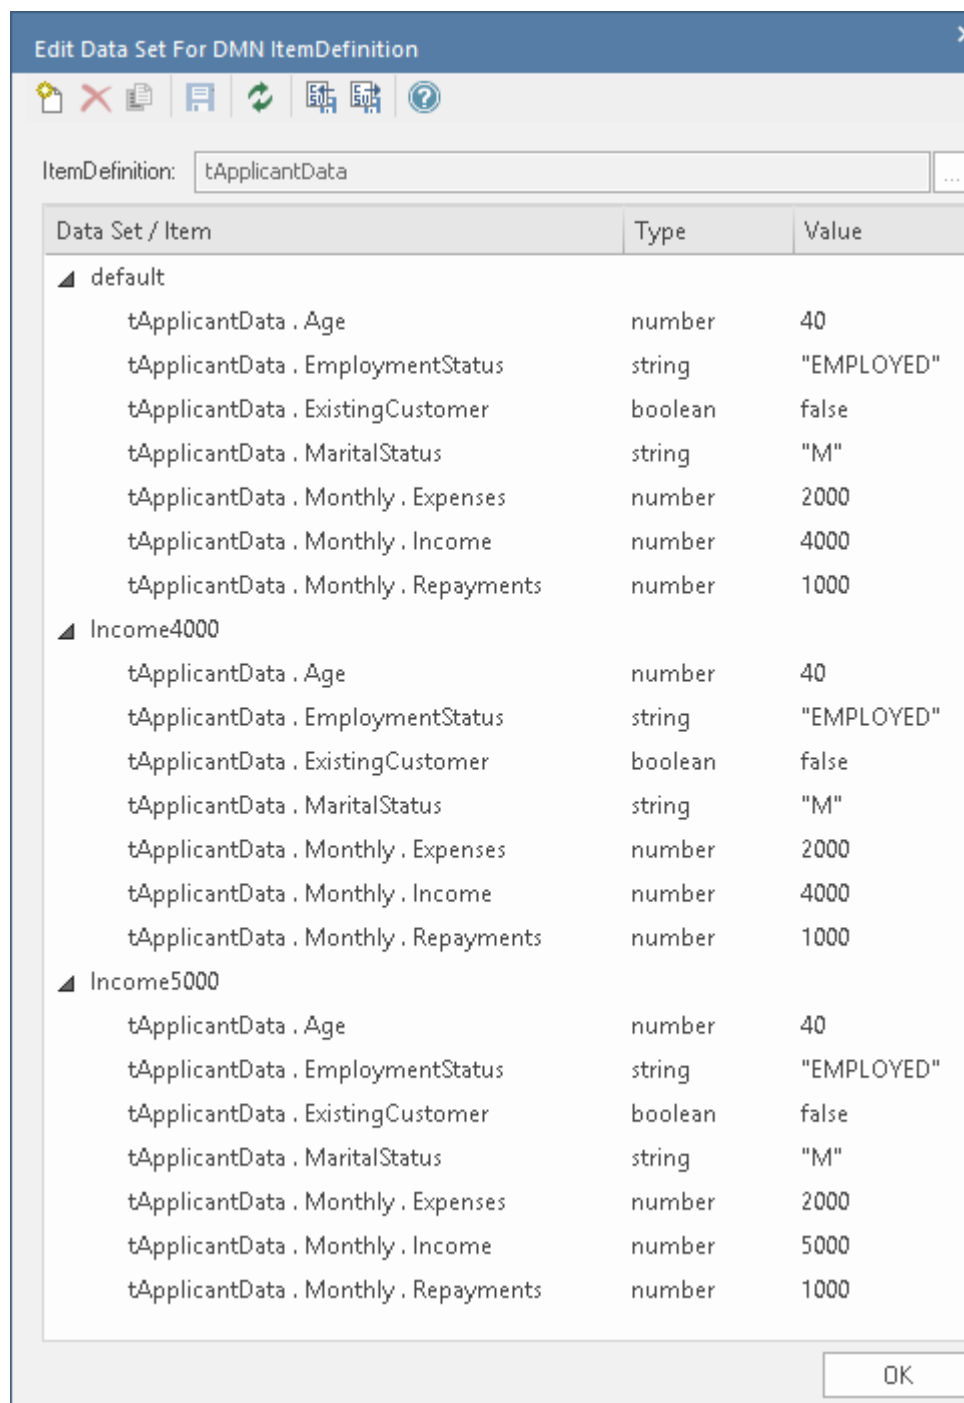 Edit Data Set For DMN ItemDefinition
ItemDefinition: tApplicantData ...
Data Set / Item Type Value
default
tApplicantData . Age number 40
tApplicantData . EmploymentStatus string "EMPLOYED"
tApplicantData . ExistingCustomer boolean false
tApplicantData . MaritalStatus string "M"
tApplicantData . Monthly . Expenses number 2000
tApplicantData . Monthly . Income number 4000
tApplicantData . Monthly . Repayments number 1000
Income4000
tApplicantData . Age number 40
tApplicantData . EmploymentStatus string "EMPLOYED"
tApplicantData . ExistingCustomer boolean false
tApplicantData . MaritalStatus string "M"
tApplicantData . Monthly . Expenses number 2000
tApplicantData . Monthly . Income number 4000
tApplicantData . Monthly . Repayments number 1000
Income5000
tApplicantData . Age number 40
tApplicantData . EmploymentStatus string "EMPLOYED"
tApplicantData . ExistingCustomer boolean false
tApplicantData . MaritalStatus string "M"
tApplicantData . Monthly . Expenses number 2000
tApplicantData . Monthly . Income number 5000
tApplicantData . Monthly . Repayments number 1000
OK